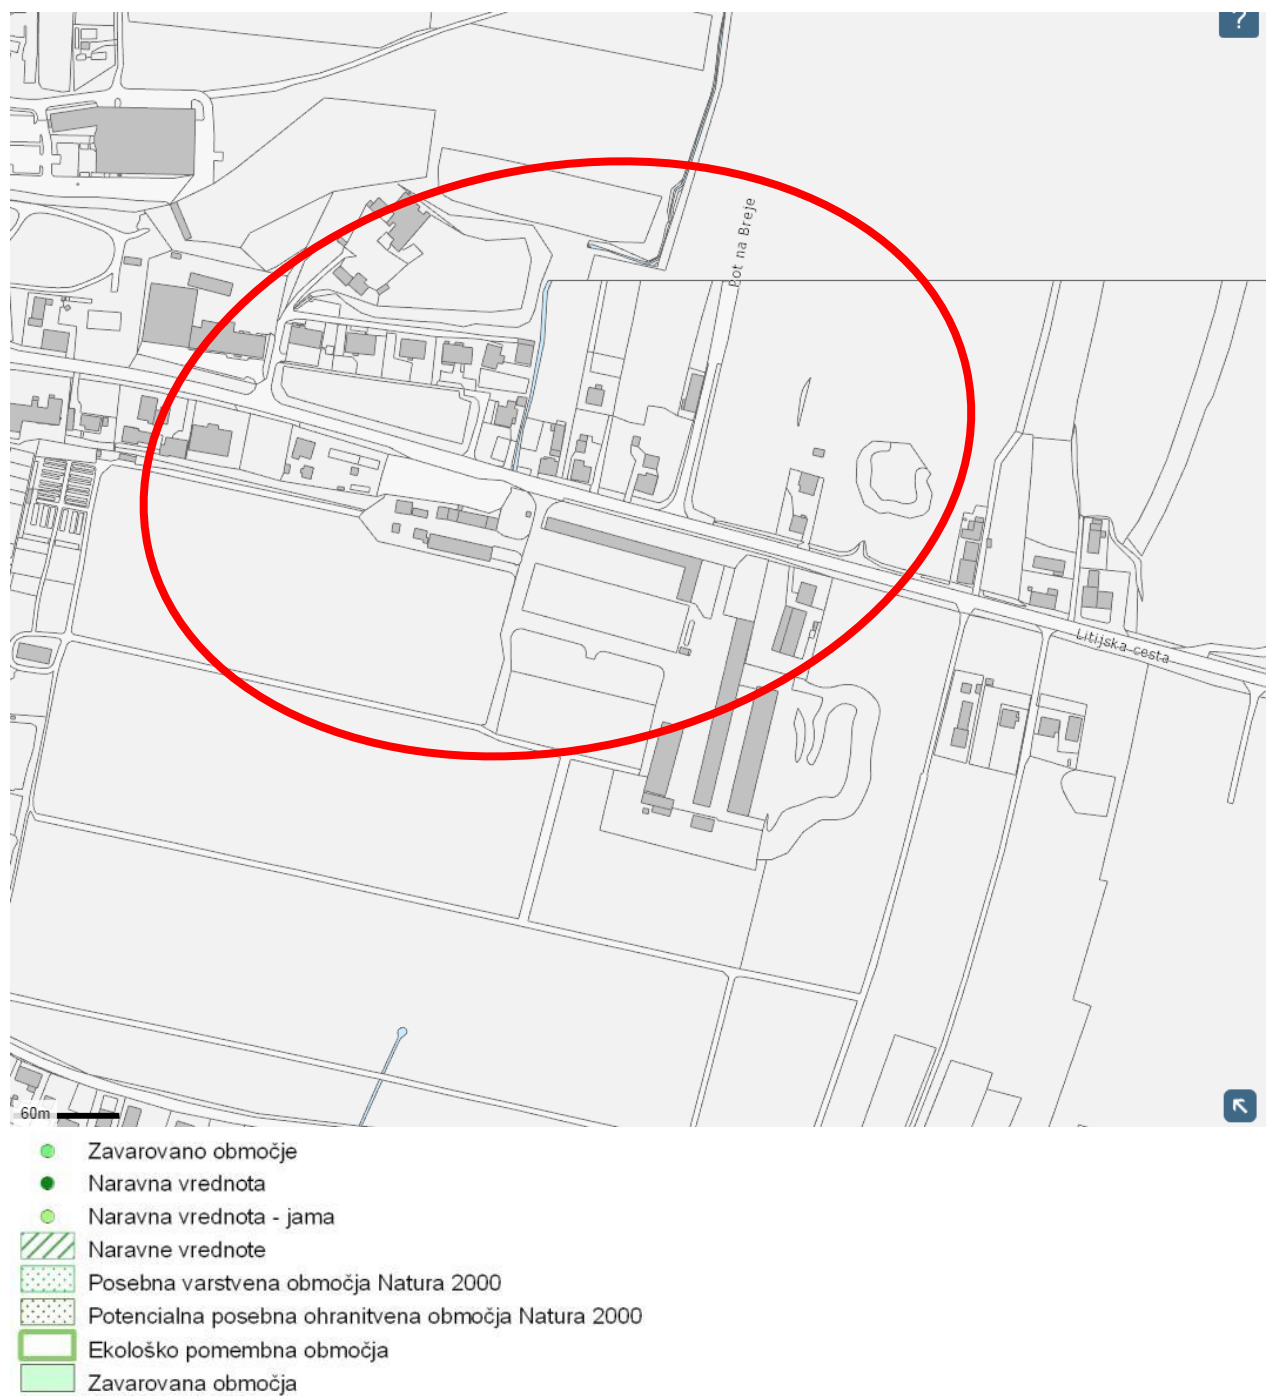 ?
Pot na Breje
Litijska cesta
60m
Zavarovano območje
Naravna vrednota
Naravna vrednota - jama
Naravne vrednote
Posebna varstvena območja Natura 2000
Potencialna posebna ohranitvena območja Natura 2000
Ekološko pomembna območja
Zavarovana območja